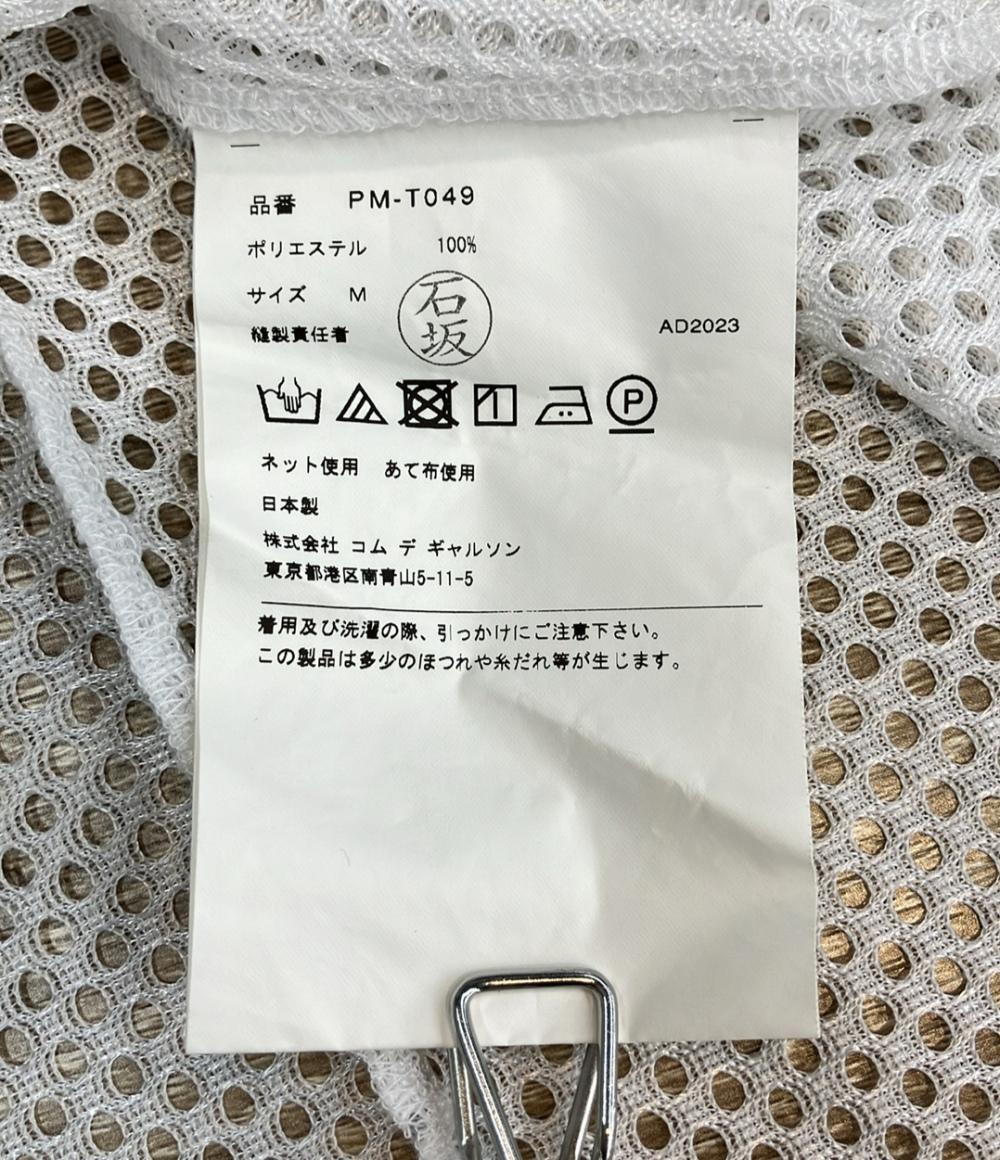 品番 PM-T049
ポリエステル 100%
サイズ M
石坂
縫製責任者 AD2023
P
ネット使用 あて布使用
日本製
株式会社 コム デ ギャルソン
東京都港区南青山5-11-5
着用及び洗濯の際、引っかけにご注意下さい。
この製品は多少のほつれや糸だれ等が生じます。